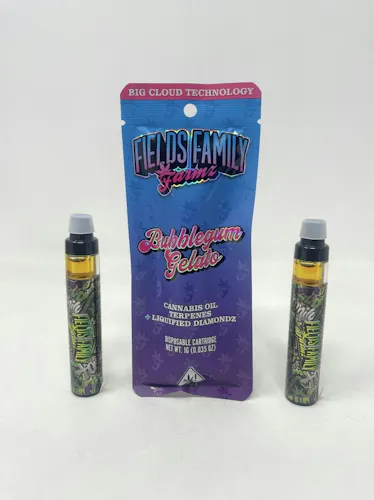 BIG CLOUD TECHNOLOGY
FIELDS FAMILY
Farmz
Bubblegum
Gelato
CANNABIS OIL
TERPENES
+ LIQUIFIED DIAMONDZ
DISPOSABLE CARTRIDGE
NET WT. 1G (0.035 OZ)